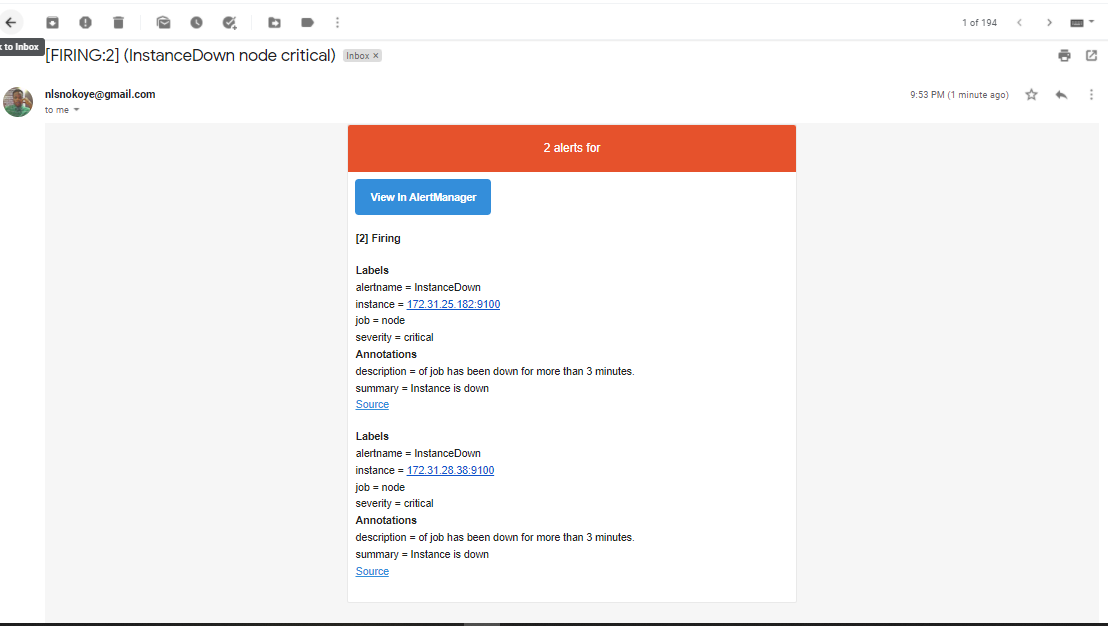 1 of 194
k to Inbox
[FIRING:2] (InstanceDown node critical) Inbox ×
nlsnokoye@gmail.com 9:53 PM (1 minute ago)
to me
2 alerts for
View In AlertManager
[2] Firing
Labels
alertname = InstanceDown
instance = 172.31.25.182:9100
job = node
severity = critical
Annotations
description = of job has been down for more than 3 minutes.
summary = Instance is down
Source
Labels
alertname = InstanceDown
instance = 172.31.28.38:9100
job = node
severity = critical
Annotations
description = of job has been down for more than 3 minutes.
summary = Instance is down
Source